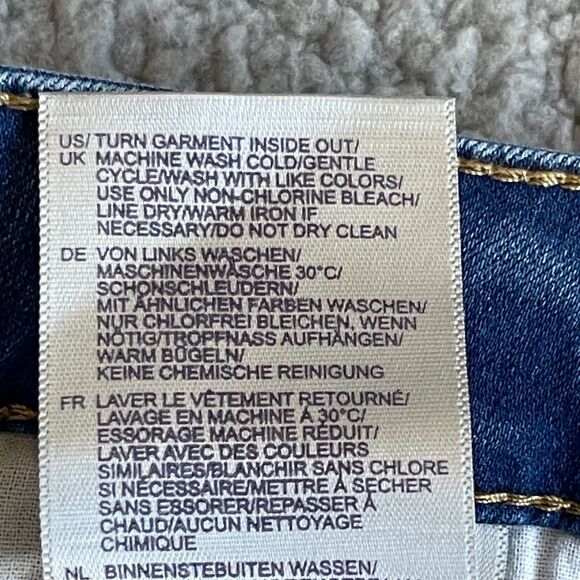 US/ TURN GARMENT INSIDE OUT/
UK MACHINE WASH COLD/GENTLE
CYCLE/WASH WITH LIKE COLORS/
USE ONLY NON-CHLORINE BLEACH/
LINE DRY/WARM IRON IF
NECESSARY/DO NOT DRY CLEAN
DE VON LINKS WASCHEN/
MASCHINENWÄSCHE 30°C/
SCHONSCHLEUDERN/
MIT ÄHNLICHEN FARBEN WASCHEN/
NUR CHLORFREI BLEICHEN, WENN
NÖTIG/TROPFNASS AUFHÄNGEN/
WARM BÜGELN/
KEINE CHEMISCHE REINIGUNG
FR LAVER LE VÊTEMENT RETOURNÉ/
LAVAGE EN MACHINE À 30°C/
ESSORAGE MACHINE RÉDUIT/
LAVER AVEC DES COULEURS
SIMILAIRES/BLANCHIR SANS CHLORE
SI NÉCESSAIRE/METTRE À SÉCHER
SANS ESSORER/REPASSER À
CHAUD/AUCUN NETTOYAGE
CHIMIQUE
NL BINNENSTEBUITEN WASSEN/